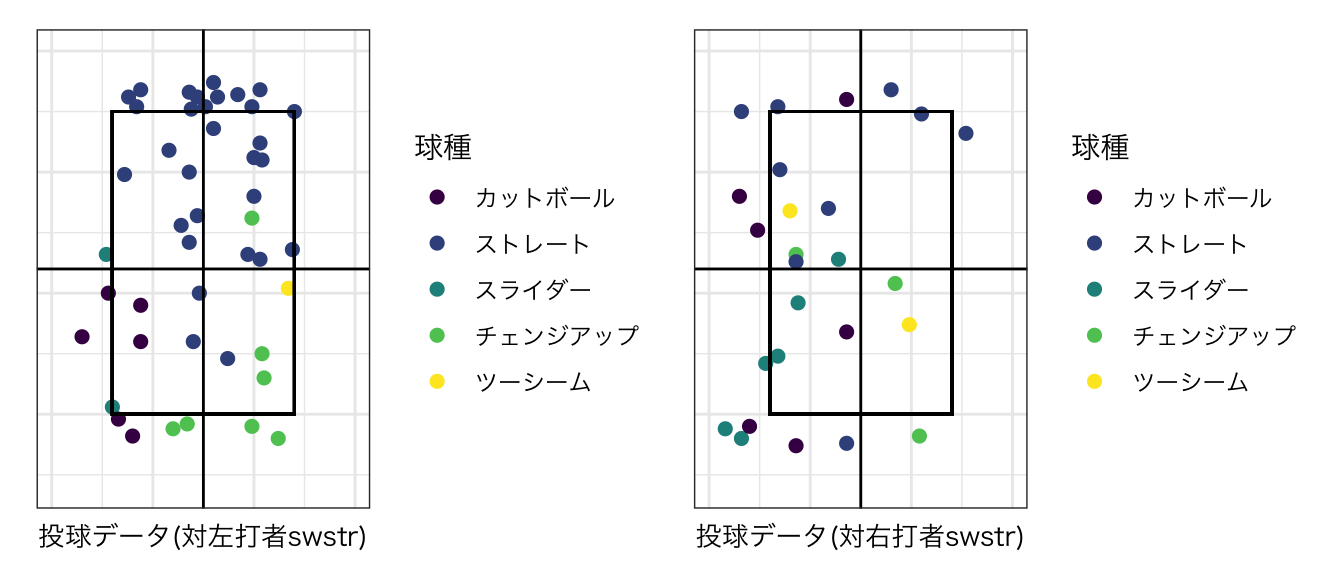 球種
カットボール
ストレート
スライダー
チェンジアップ
ツーシーム
投球データ(対左打者swstr)
球種
カットボール
ストレート
スライダー
チェンジアップ
ツーシーム
投球データ(対右打者swstr)